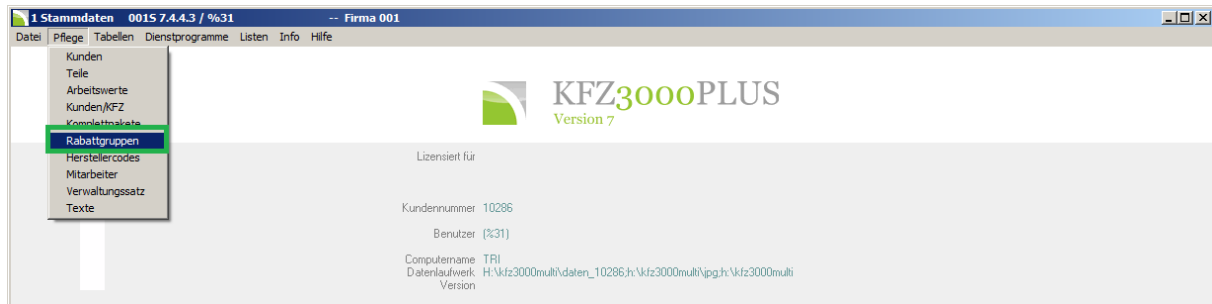 1 Stammdaten 001S 7.4.4.3 / %31 -- Firma 001
Datei Pflege Tabellen Dienstprogramme Listen Info Hilfe
Kunden
Teile
Arbeitswerte
Kunden/KFZ
Komplettpakete
Rabattgruppen
Herstellercodes
Mitarbeiter
Verwaltungssatz
Texte
KFZ3000PLUS
Version 7
Lizensiert für
Kundennummer 10286
Benutzer (%31)
Computername TRI
Datenlaufwerk H:\kfz3000multi\daten_10286;h:\kfz3000multi\jpg;h:\kfz3000multi
Version